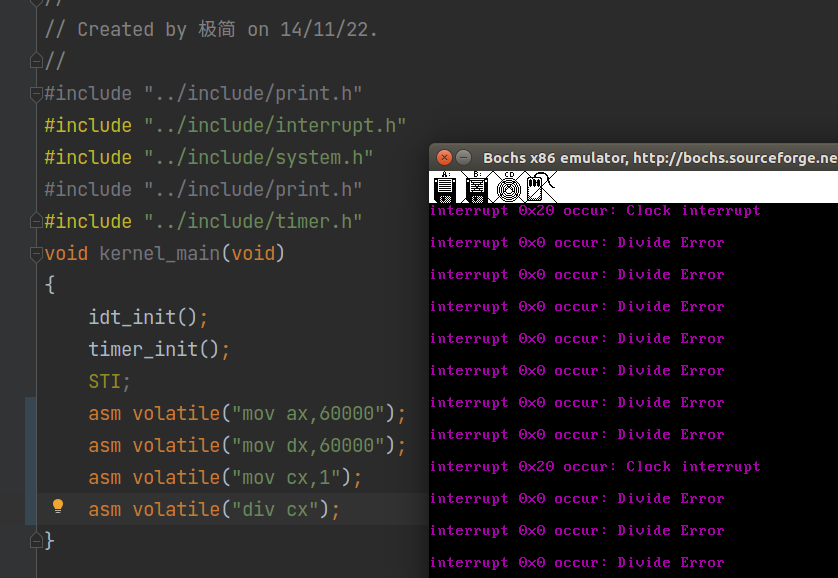 //
// Created by 极简 on 14/11/22.
//
#include "../include/print.h"
#include "../include/interrupt.h"
#include "../include/system.h"
#include "../include/print.h"
#include "../include/timer.h"
void kernel_main(void)
{
idt_init();
timer_init();
STI;
asm volatile("mov ax,60000");
asm volatile("mov dx,60000");
asm volatile("mov cx,1");
asm volatile("div cx");
}
Bochs x86 emulator, http://bochs.sourceforge.ne
A: B: CD
interrupt 0x20 occur: Clock interrupt
interrupt 0x0 occur: Divide Error
interrupt 0x0 occur: Divide Error
interrupt 0x0 occur: Divide Error
interrupt 0x0 occur: Divide Error
interrupt 0x0 occur: Divide Error
interrupt 0x0 occur: Divide Error
interrupt 0x0 occur: Divide Error
interrupt 0x20 occur: Clock interrupt
interrupt 0x0 occur: Divide Error
interrupt 0x0 occur: Divide Error
interrupt 0x0 occur: Divide Error